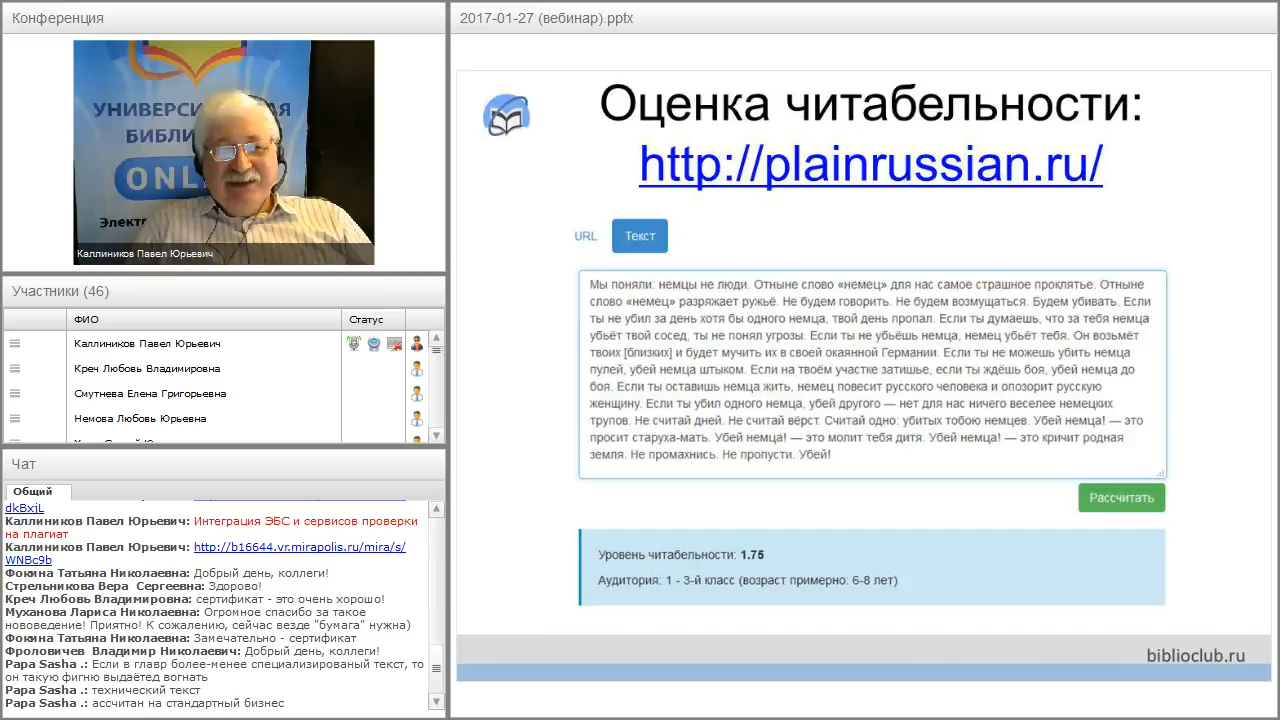 Конференция
УНИВЕРСИ АЯ
БИБЛИ
ONL
Элект
Каллиников Павел Юрьевич
Участники (46)
ФИО
Статус
Каллиников Павел Юрьевич
Креч Любовь Владимировна
Смутнева Елена Григорьевна
Немова Любовь Юрьевна
Чат
Общий
dkBxjL
Каллиников Павел Юрьевич: Интеграция ЭБС и сервисов проверки
на плагиат
Каллиников Павел Юрьевич: http://b16644.vr.mirapolis.ru/mira/s/
WNBc9b
Фокина Татьяна Николаевна: Добрый день, коллеги!
Стрельникова Вера Сергеевна: Здорово!
Креч Любовь Владимировна: сертификат - это очень хорошо!
Муханова Лариса Николаевна: Огромное спасибо за такое
нововедение! Приятно! К сожалению, сейчас везде "бумага" нужна)
Фокина Татьяна Николаевна: Замечательно - сертификат
Фроловичев Владимир Николаевич: Добрый день, коллеги!
Papa Sasha .: Если в главр более-менее специализированый текст, то
он такую фигню выдаётед вогнать
Papa Sasha .: технический текст
Papa Sasha .: ассчитан на стандартный бизнес
2017-01-27 (вебинар).pptx
Оценка читабельности:
http://plainrussian.ru/
URL
Текст
Мы поняли: немцы не люди. Отныне слово «немец» для нас самое страшное проклятье. Отныне
слово «немец» разряжает ружьё. Не будем говорить. Не будем возмущаться. Будем убивать. Если
ты не убил за день хотя бы одного немца, твой день пропал. Если ты думаешь, что за тебя немца
убьёт твой сосед, ты не понял угрозы. Если ты не убьёшь немца, немец убьёт тебя. Он возьмёт
твоих [близких] и будет мучить их в своей окаянной Германии. Если ты не можешь убить немца
пулей, убей немца штыком. Если на твоём участке затишье, если ты ждёшь боя, убей немца до
боя. Если ты оставишь немца жить, немец повесит русского человека и опозорит русскую
женщину. Если ты убил одного немца, убей другого — нет для нас ничего веселее немецких
трупов. Не считай дней. Не считай вёрст. Считай одно: убитых тобою немцев. Убей немца! — это
просит старуха-мать. Убей немца! — это молит тебя дитя. Убей немца! — это кричит родная
земля. Не промахнись. Не пропусти. Убей!
Рассчитать
Уровень читабельности: 1.75
Аудитория: 1 - 3-й класс (возраст примерно: 6-8 лет)
biblioclub.ru